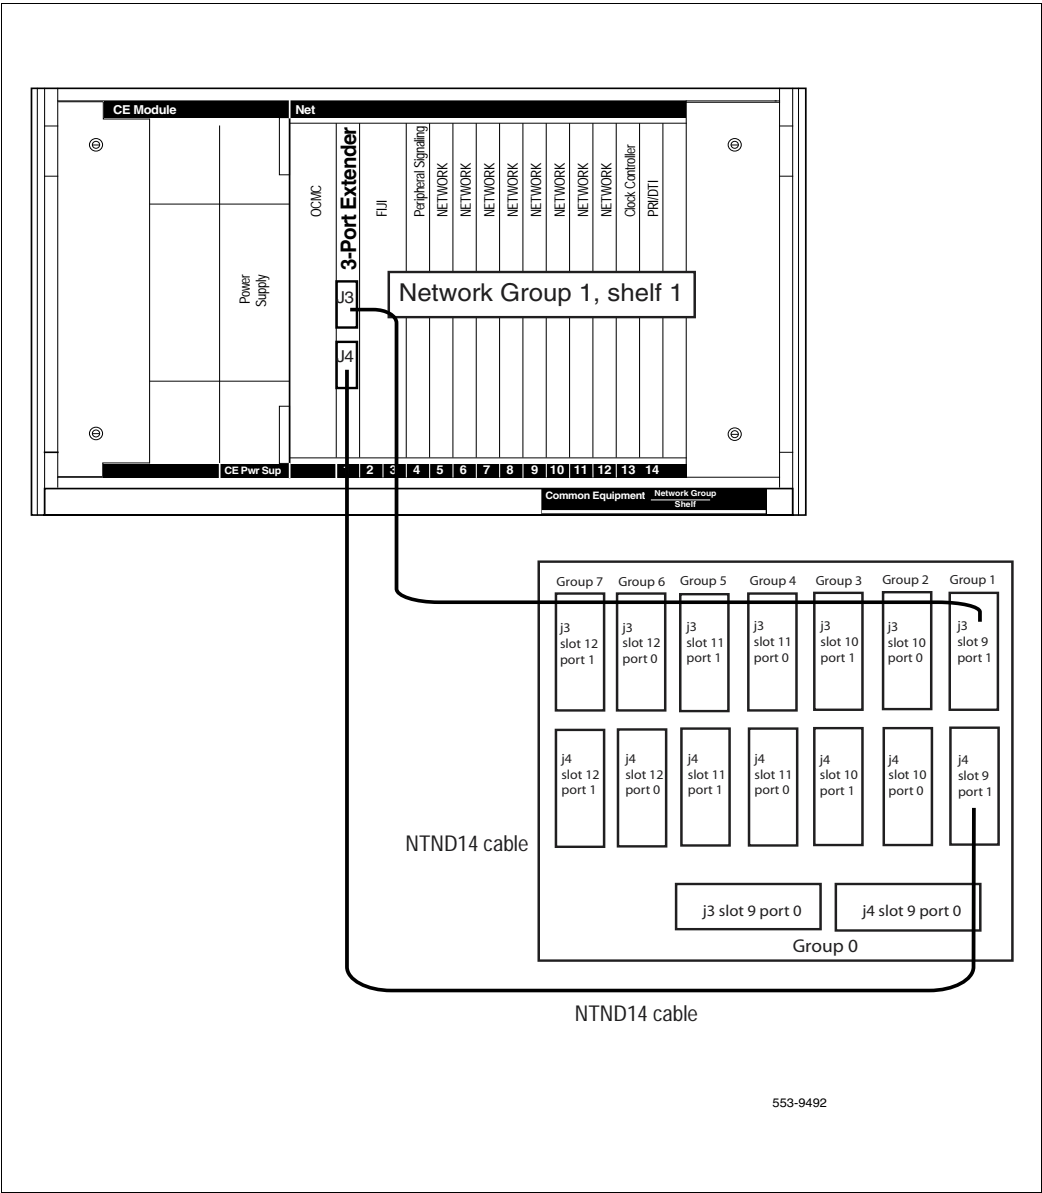 CE Module
Net
OCMC
3-Port Extender
FIJI
Peripheral Signaling
NETWORK
NETWORK
NETWORK
NETWORK
NETWORK
NETWORK
NETWORK
NETWORK
Clock Controller
PRI/DTI
Power
Supply
J3
Network Group 1, shelf 1
J4
CE Pwr Sup
1 2 3 4 5 6 7 8 9 10 11 12 13 14
Common Equipment
Network Group
Shelf
Group 7 Group 6 Group 5 Group 4 Group 3 Group 2 Group 1
j3
slot 12
port 1
j3
slot 12
port 0
j3
slot 11
port 1
j3
slot 11
port 0
j3
slot 10
port 1
j3
slot 10
port 0
j3
slot 9
port 1
j4
slot 12
port 1
j4
slot 12
port 0
j4
slot 11
port 1
j4
slot 11
port 0
j4
slot 10
port 1
j4
slot 10
port 0
j4
slot 9
port 1
NTND14 cable
j3 slot 9 port 0
j4 slot 9 port 0
Group 0
NTND14 cable
553-9492